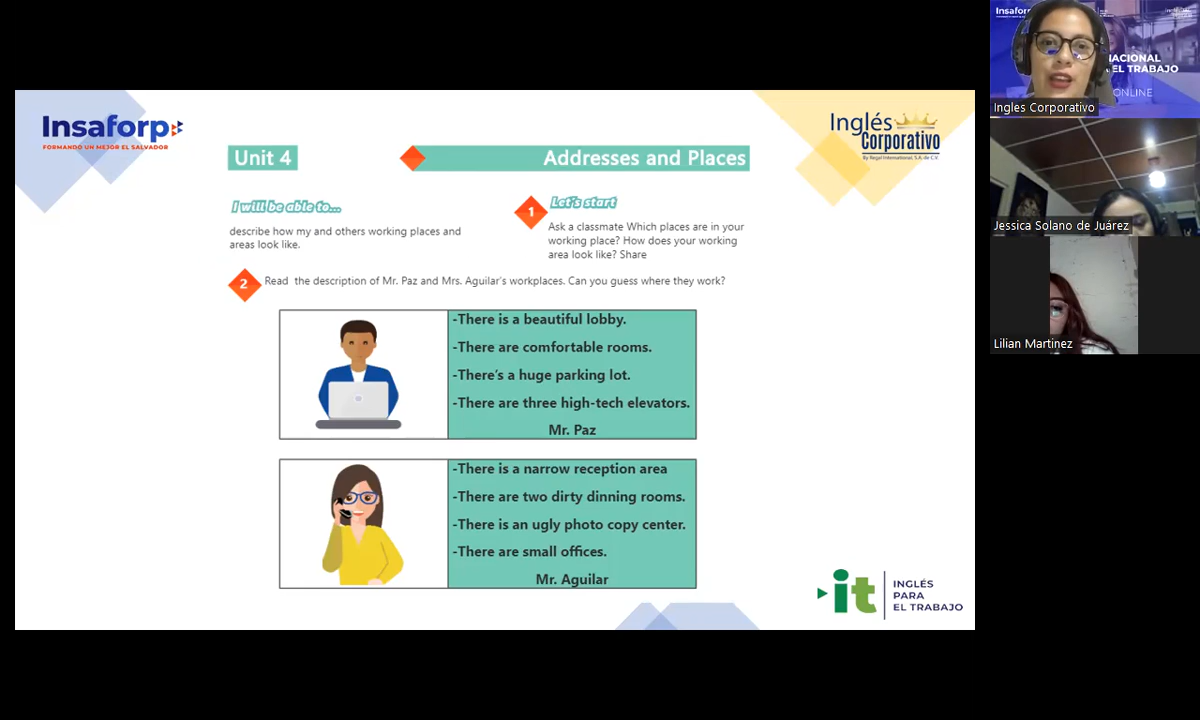 Insaforp
FORMANDO UN MEJOR EL SALVADOR
Inglés
Corporativo
By Regal International, S.A. de C.V.
Unit 4
Addresses and Places
I will be able to...
describe how my and others working places and
areas look like.
1
Let's start
Ask a classmate Which places are in your
working place? How does your working
area look like? Share
2
Read the description of Mr. Paz and Mrs. Aguilar's workplaces. Can you guess where they work?
-There is a beautiful lobby.
-There are comfortable rooms.
-There's a huge parking lot.
-There are three high-tech elevators.
Mr. Paz
-There is a narrow reception area
-There are two dirty dinning rooms.
-There is an ugly photo copy center.
-There are small offices.
Mr. Aguilar
it
INGLÉS
PARA
EL TRABAJO
Insaforp
NACIONAL
EL TRABAJO
ONLINE
Ingles Corporativo
Jessica Solano de Juárez
Lilian Martinez